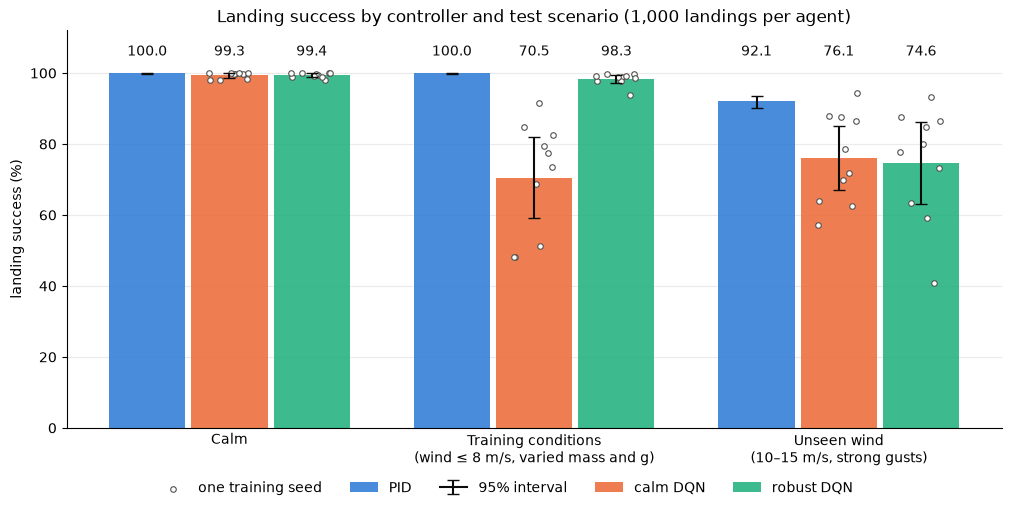 Landing success by controller and test scenario (1,000 landings per agent)
100.0 99.3 99.4 100.0 70.5 98.3 92.1 76.1 74.6
landing success (%)
100
80
60
40
20
0
Calm
Training conditions
(wind ≤ 8 m/s, varied mass and g)
Unseen wind
(10–15 m/s, strong gusts)
one training seed PID 95% interval calm DQN robust DQN